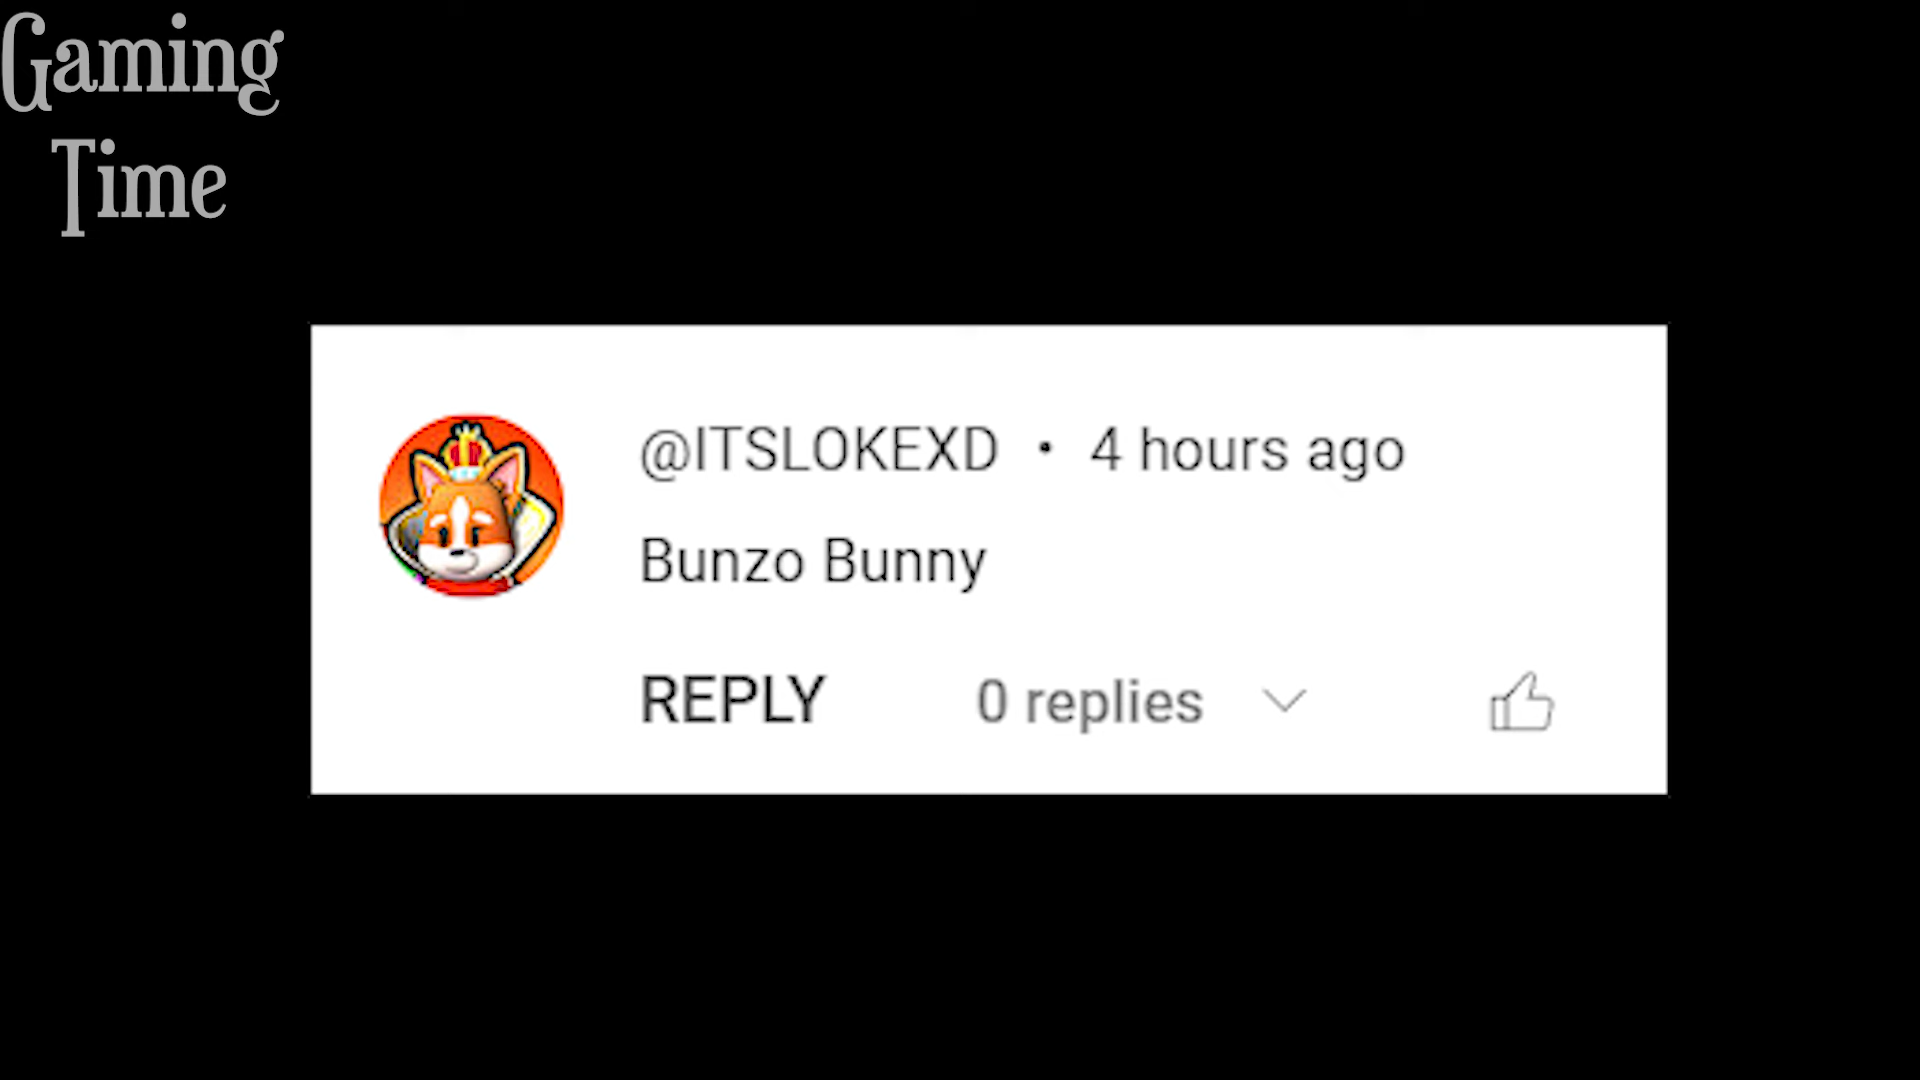 Gaming
Time
@ITSLOKEXD • 4 hours ago
Bunzo Bunny
REPLY 0 replies